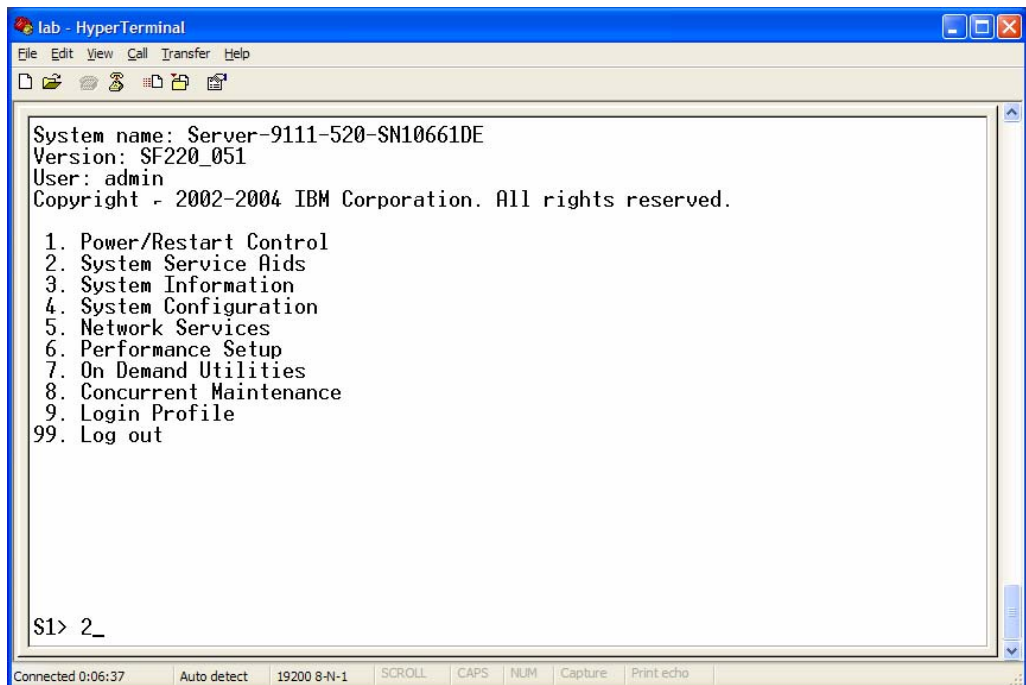 lab - HyperTerminal
File Edit View Call Transfer Help
System name: Server-9111-520-SN10661DE
Version: SF220_051
User: admin
Copyright - 2002-2004 IBM Corporation. All rights reserved.
1. Power/Restart Control
2. System Service Aids
3. System Information
4. System Configuration
5. Network Services
6. Performance Setup
7. On Demand Utilities
8. Concurrent Maintenance
9. Login Profile
99. Log out
S1> 2_
Connected 0:06:37 Auto detect 19200 8-N-1 SCROLL CAPS NUM Capture Print echo